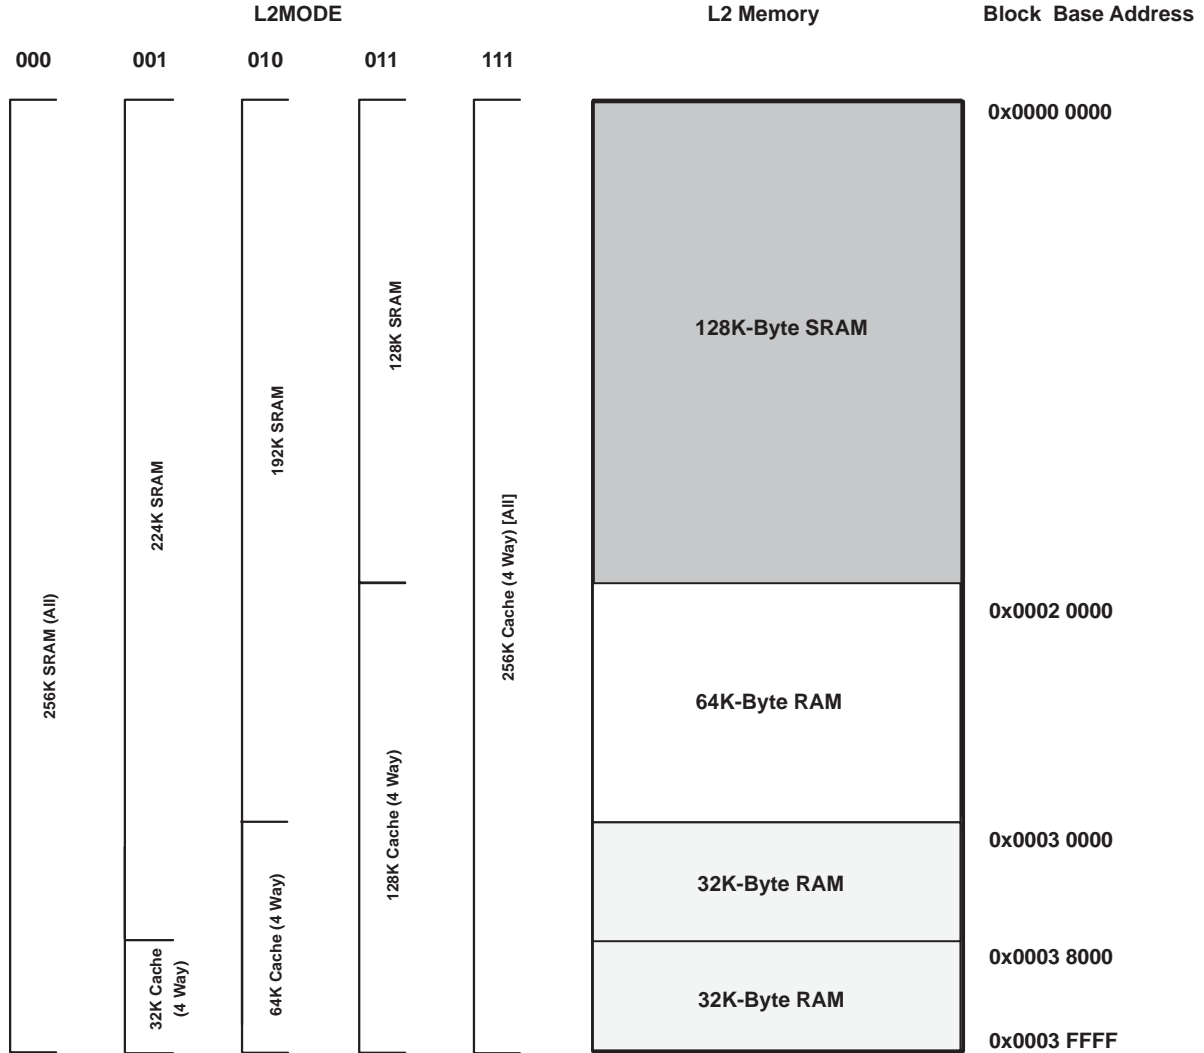 L2MODE
L2 Memory
Block Base Address
000
001
010
011
111
0x0000 0000
128K SRAM
128K-Byte SRAM
192K SRAM
224K SRAM
256K Cache (4 Way) [All]
256K SRAM (All)
0x0002 0000
64K-Byte RAM
128K Cache (4 Way)
0x0003 0000
32K-Byte RAM
64K Cache (4 Way)
0x0003 8000
32K Cache
(4 Way)
32K-Byte RAM
0x0003 FFFF